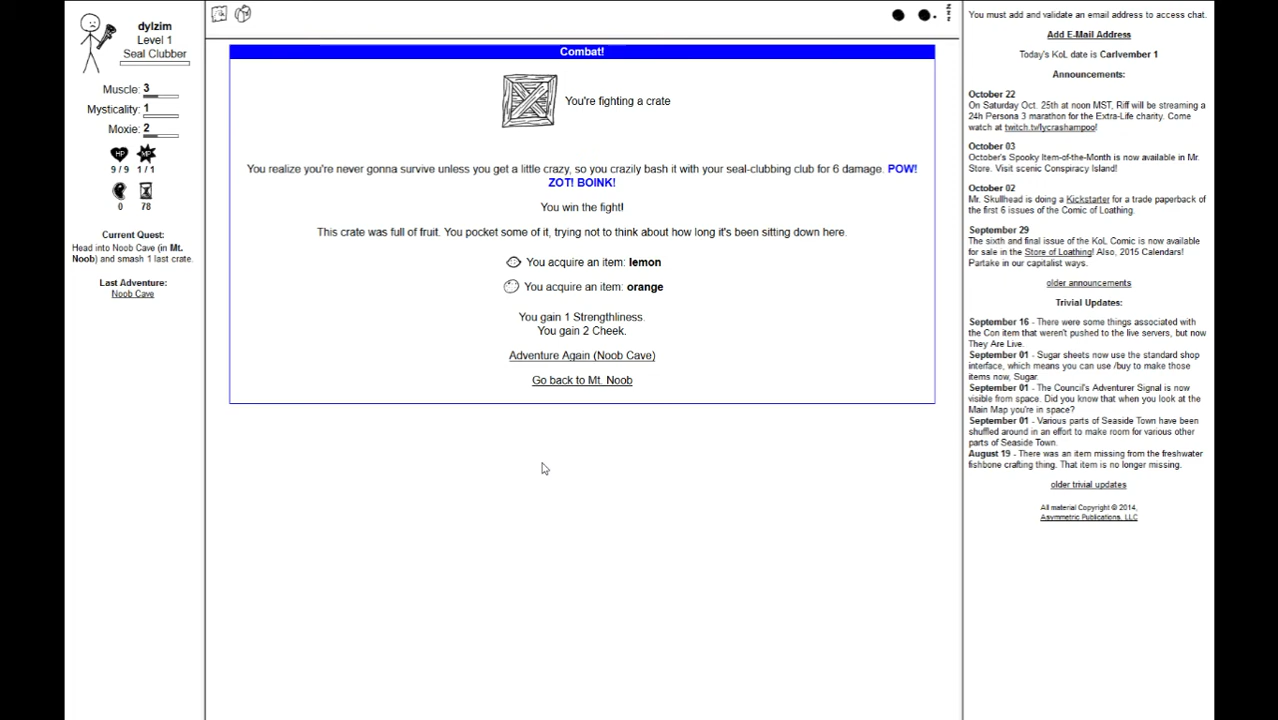 dylzim
Level 1
Seal Clubber
Muscle: 3
Mysticality: 1
Moxie: 2
HP MP
9 / 9 1 / 1
0 78
Current Quest:
Head into Noob Cave (in Mt.
Noob) and smash 1 last crate.
Last Adventure:
Noob Cave
Combat!
You're fighting a crate
You realize you're never gonna survive unless you get a little crazy, so you crazily bash it with your seal-clubbing club for 6 damage. POW!
ZOT! BOINK!
You win the fight!
This crate was full of fruit. You pocket some of it, trying not to think about how long it's been sitting down here.
You acquire an item: lemon
You acquire an item: orange
You gain 1 Strengthliness.
You gain 2 Cheek.
Adventure Again (Noob Cave)
Go back to Mt. Noob
You must add and validate an email address to access chat.
Add E-Mail Address
Today's KoL date is Carlvember 1
Announcements:
October 22
On Saturday Oct. 25th at noon MST, Riff will be streaming a
24h Persona 3 marathon for the Extra-Life charity. Come
watch at twitch.tv/lycrashampoo!
October 03
October's Spooky Item-of-the-Month is now available in Mr.
Store. Visit scenic Conspiracy Island!
October 02
Mr. Skullhead is doing a Kickstarter for a trade paperback of
the first 6 issues of the Comic of Loathing.
September 29
The sixth and final issue of the KoL Comic is now available
for sale in the Store of Loathing! Also, 2015 Calendars!
Partake in our capitalist ways.
older announcements
Trivial Updates:
September 16 - There were some things associated with
the Con item that weren't pushed to the live servers, but now
They Are Live.
September 01 - Sugar sheets now use the standard shop
interface, which means you can use /buy to make those
items now, Sugar.
September 01 - The Council's Adventurer Signal is now
visible from space. Did you know that when you look at the
Main Map you're in space?
September 01 - Various parts of Seaside Town have been
shuffled around in an effort to make room for various other
parts of Seaside Town.
August 19 - There was an item missing from the freshwater
fishbone crafting thing. That item is no longer missing.
older trivial updates
All material Copyright © 2014,
Asymmetric Publications, LLC